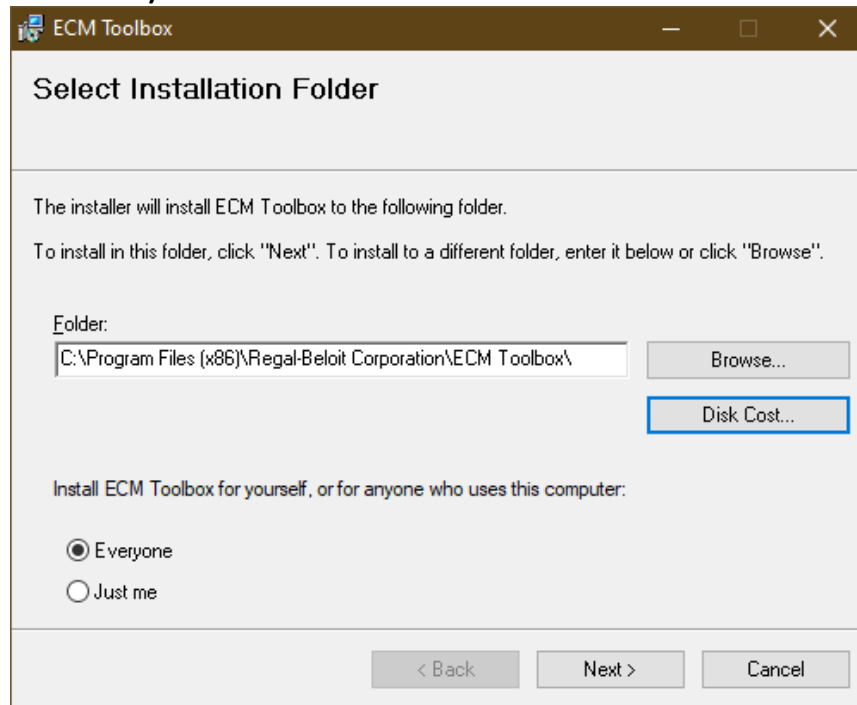 ECM Toolbox
Select Installation Folder
The installer will install ECM Toolbox to the following folder.
To install in this folder, click "Next". To install to a different folder, enter it below or click "Browse".
Folder:
C:\Program Files (x86)\Regal-Beloit Corporation\ECM Toolbox\
Browse...
Disk Cost...
Install ECM Toolbox for yourself, or for anyone who uses this computer:
Everyone
Just me
< Back
Next >
Cancel